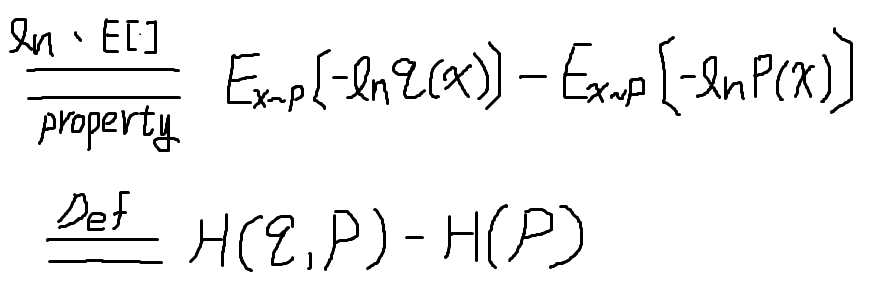 ln、E[·]
property
E_{x~p}[-ln q(x)] - E_{x~p}[-ln P(x)]
Def
H(q, P) - H(P)